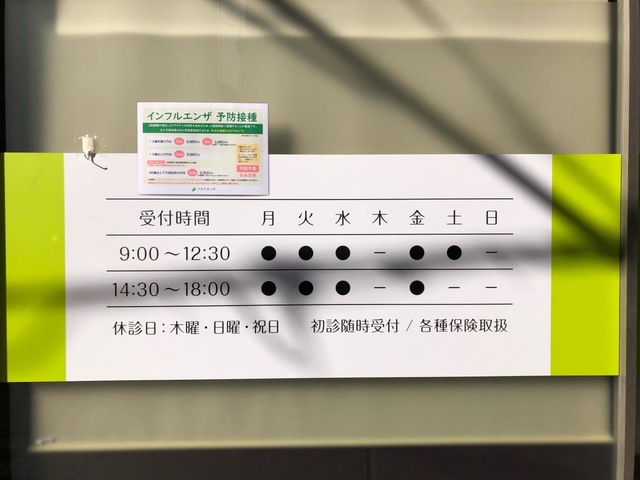 インフルエンザ 予防接種
受付時間 月 火 水 木 金 土 日
9:00〜12:30 ● ● ● − ● ● −
14:30〜18:00 ● ● ● − ● − −
休診日：木曜・日曜・祝日 初診随時受付 / 各種保険取扱